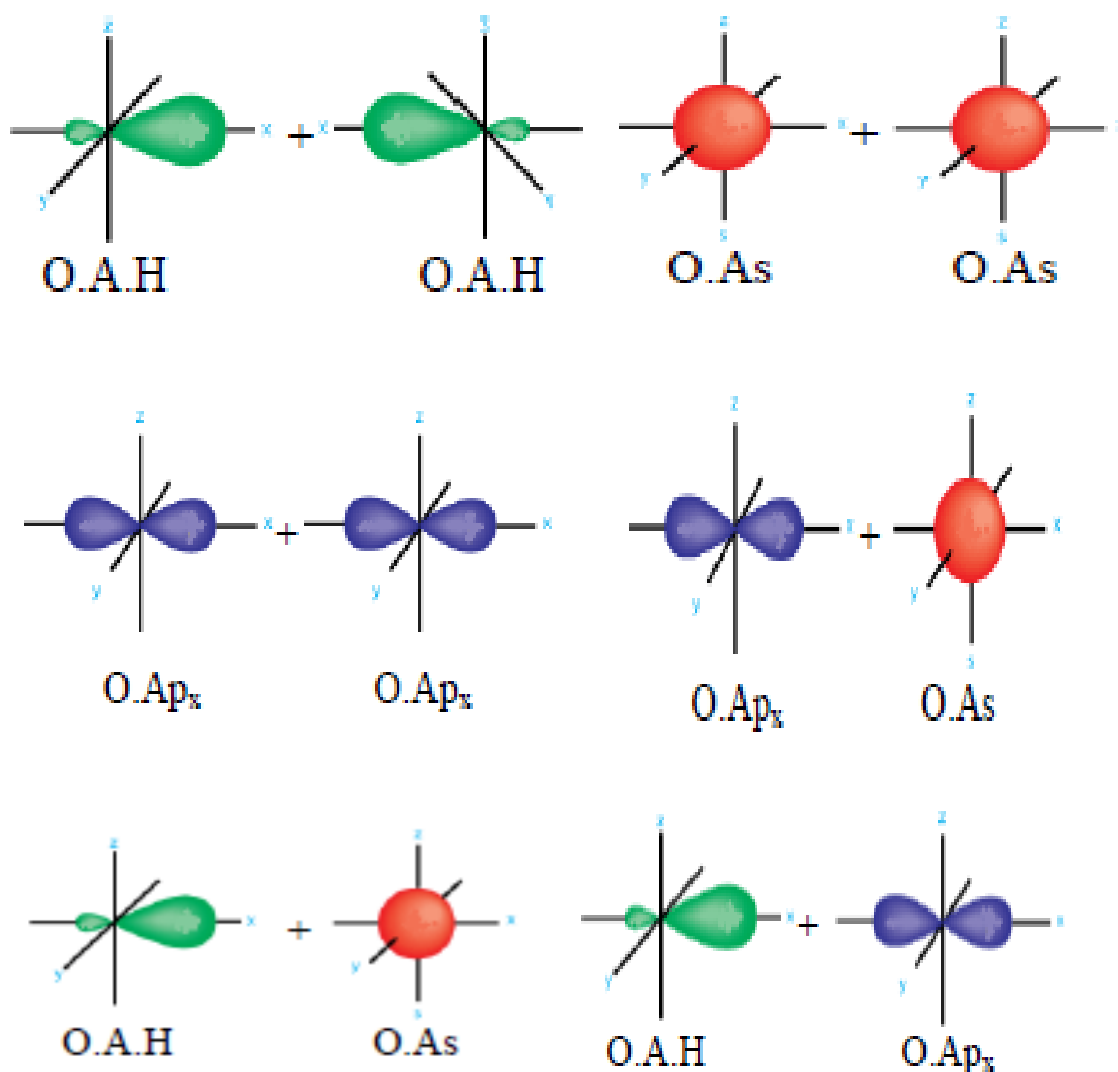 z z z z
x + x x + x
y y y y
s s
O.A.H O.A.H O.As O.As
z z z z
x + x x + x
y y y y
s
O.Apₓ O.Apₓ O.Apₓ O.As
z z z z
x + x x + x
y y y y
s
O.A.H O.As O.A.H O.Apₓ